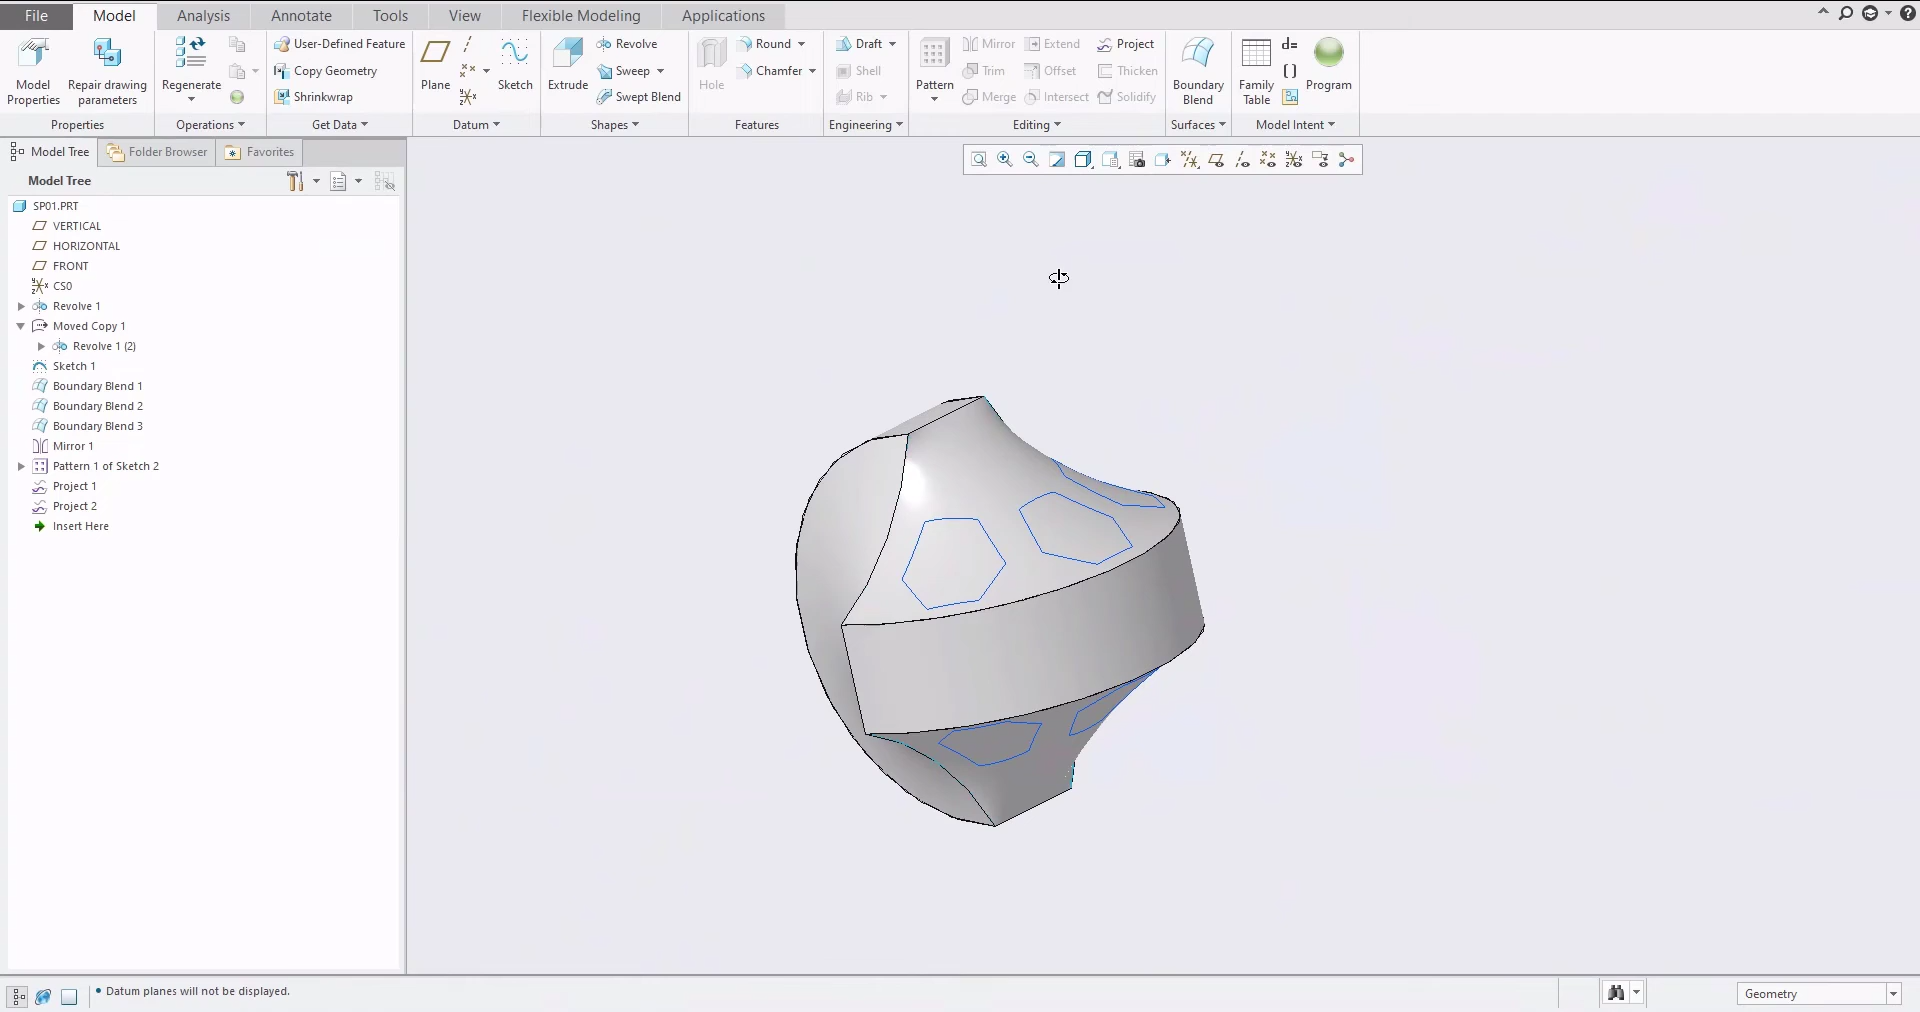 File Model Analysis Annotate Tools View Flexible Modeling Applications
Model Properties
Repair drawing parameters
Regenerate
User-Defined Feature
Copy Geometry
Shrinkwrap
Plane
Sketch
Extrude
Revolve
Sweep
Swept Blend
Hole
Round
Chamfer
Draft
Shell
Rib
Pattern
Mirror Extend Project
Trim Offset Thicken
Merge Intersect Solidify
Boundary Blend
Family Table
d=
Program
Properties Operations Get Data Datum Shapes Features Engineering Editing Surfaces Model Intent
Model Tree Folder Browser Favorites
Model Tree
SP01.PRT
VERTICAL
HORIZONTAL
FRONT
CS0
Revolve 1
Moved Copy 1
Revolve 1 (2)
Sketch 1
Boundary Blend 1
Boundary Blend 2
Boundary Blend 3
Mirror 1
Pattern 1 of Sketch 2
Project 1
Project 2
Insert Here
• Datum planes will not be displayed.
Geometry